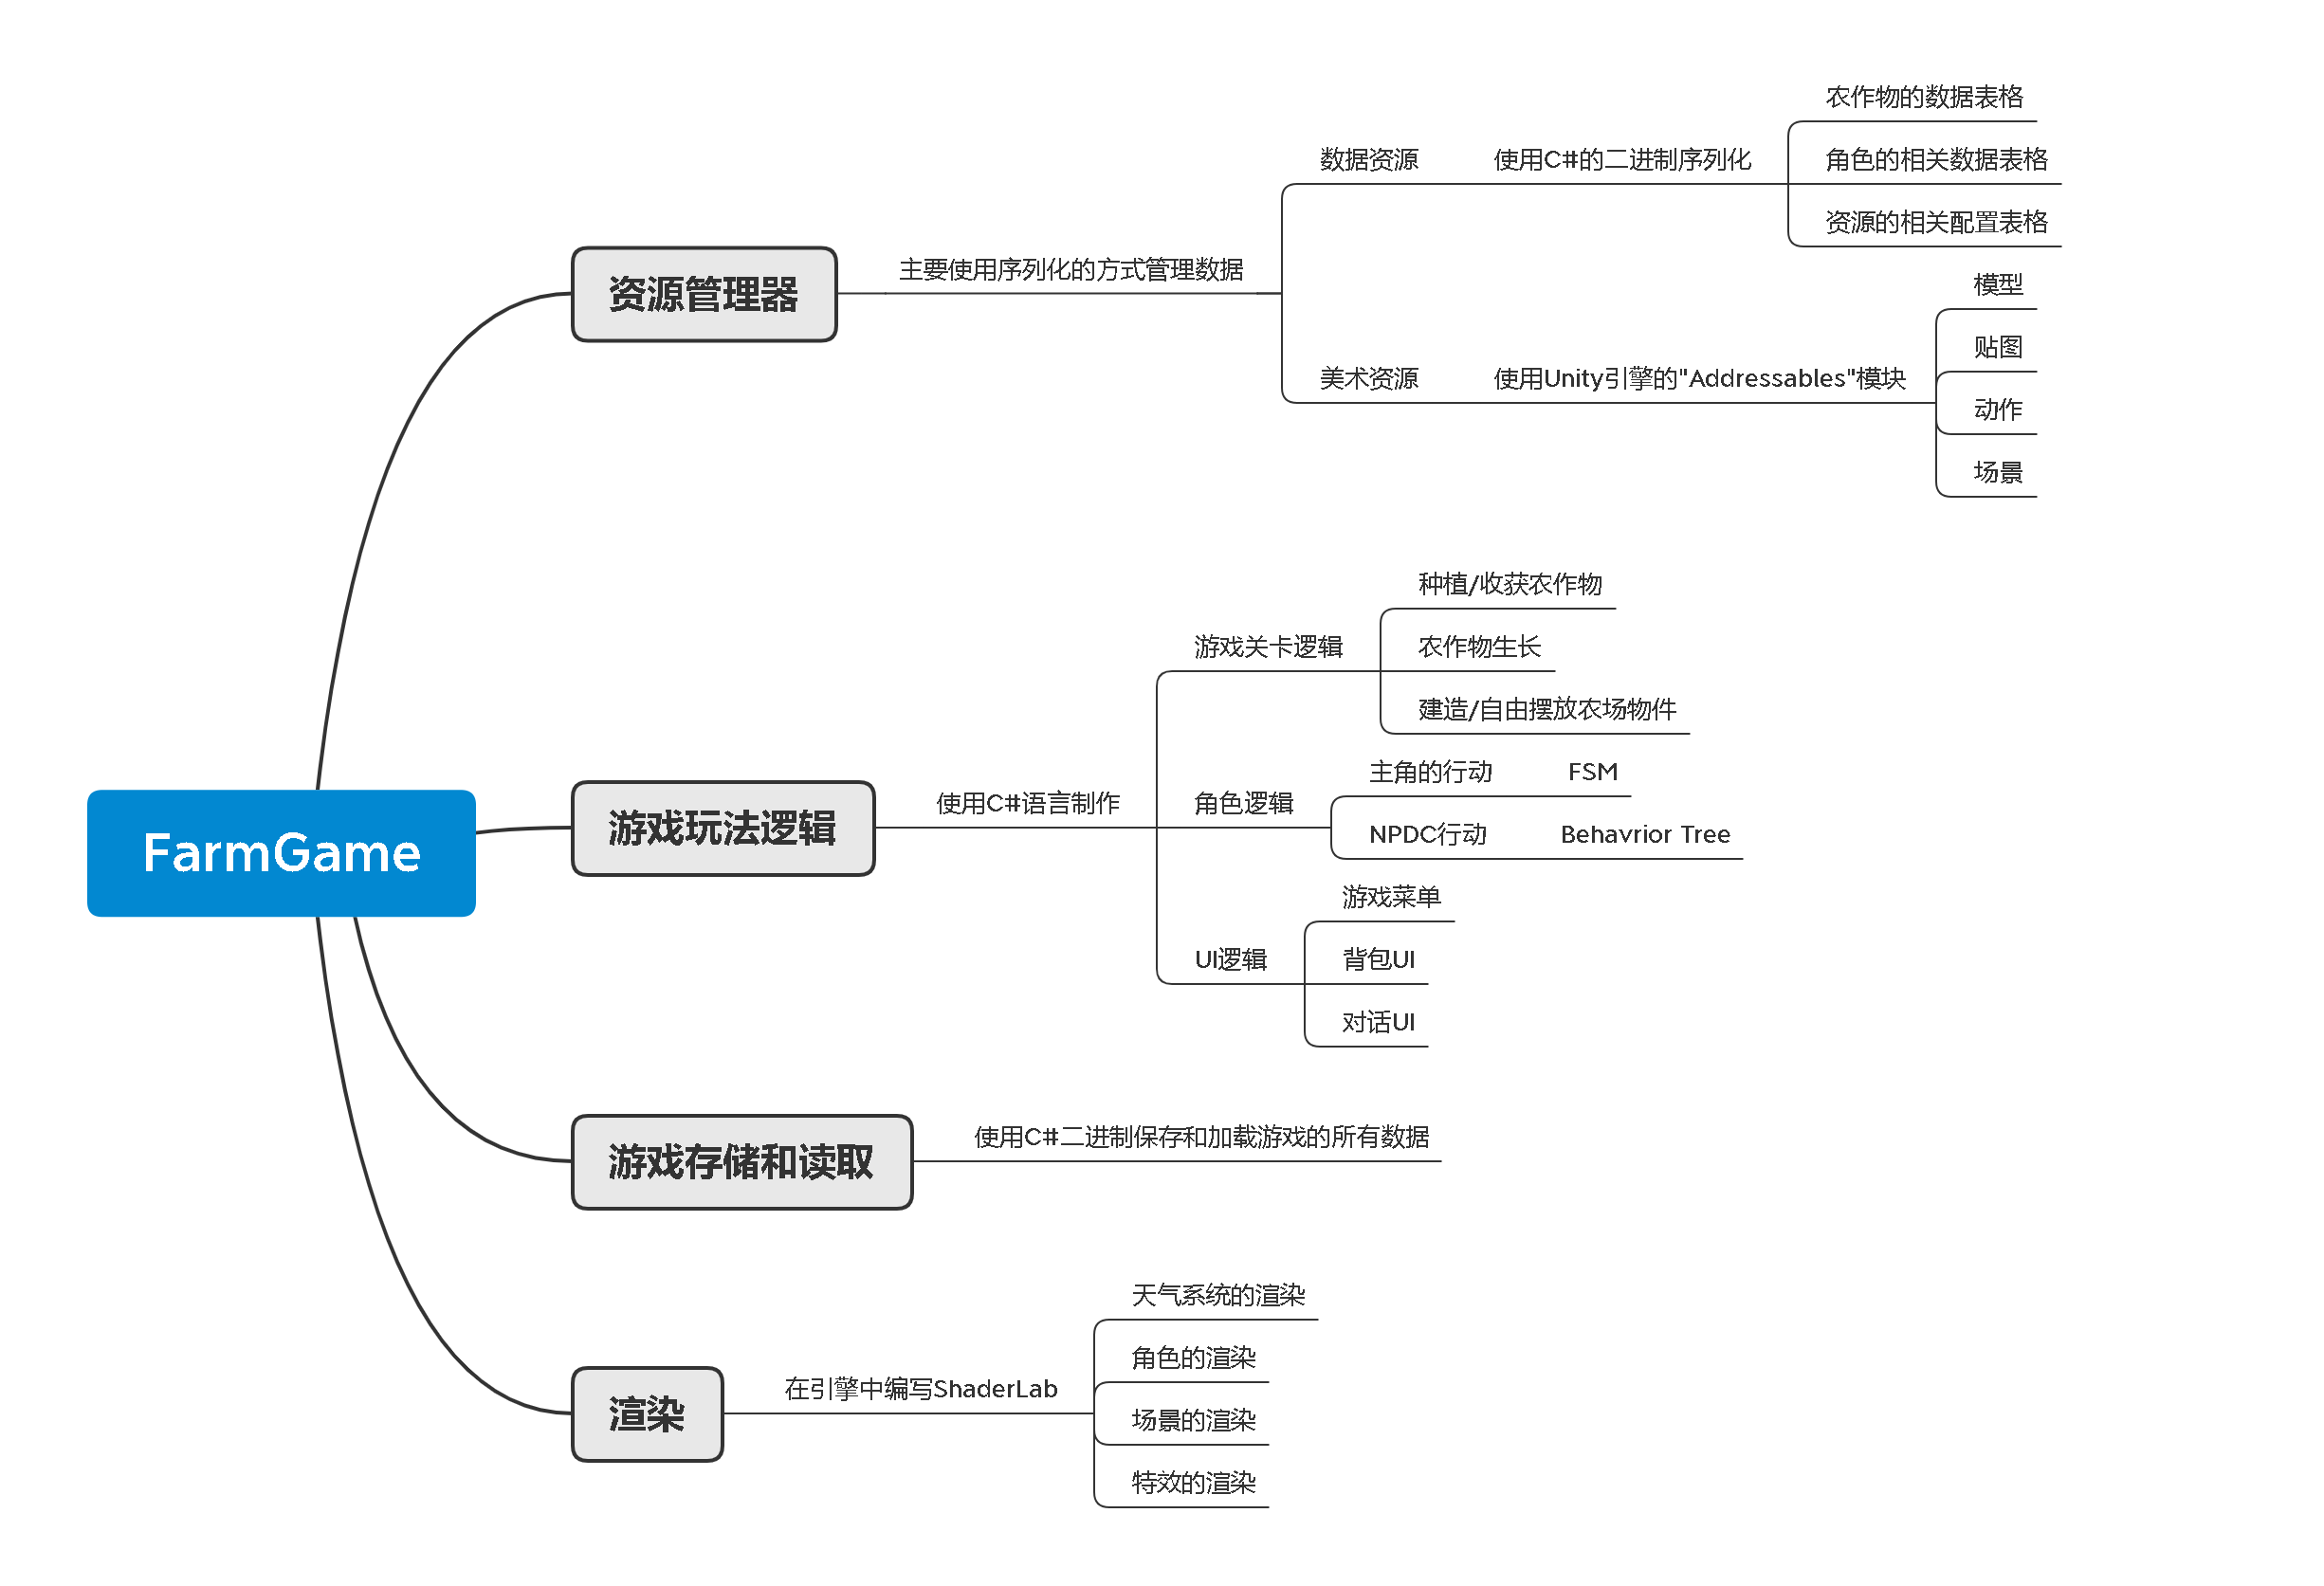 FarmGame
资源管理器
主要使用序列化的方式管理数据
数据资源
使用C#的二进制序列化
农作物的数据表格
角色的相关数据表格
资源的相关配置表格
美术资源
使用Unity引擎的"Addressables"模块
模型
贴图
动作
场景
游戏玩法逻辑
使用C#语言制作
游戏关卡逻辑
种植/收获农作物
农作物生长
建造/自由摆放农场物件
角色逻辑
主角的行动
FSM
NPDC行动
Behavrior Tree
UI逻辑
游戏菜单
背包UI
对话UI
游戏存储和读取
使用C#二进制保存和加载游戏的所有数据
渲染
在引擎中编写ShaderLab
天气系统的渲染
角色的渲染
场景的渲染
特效的渲染